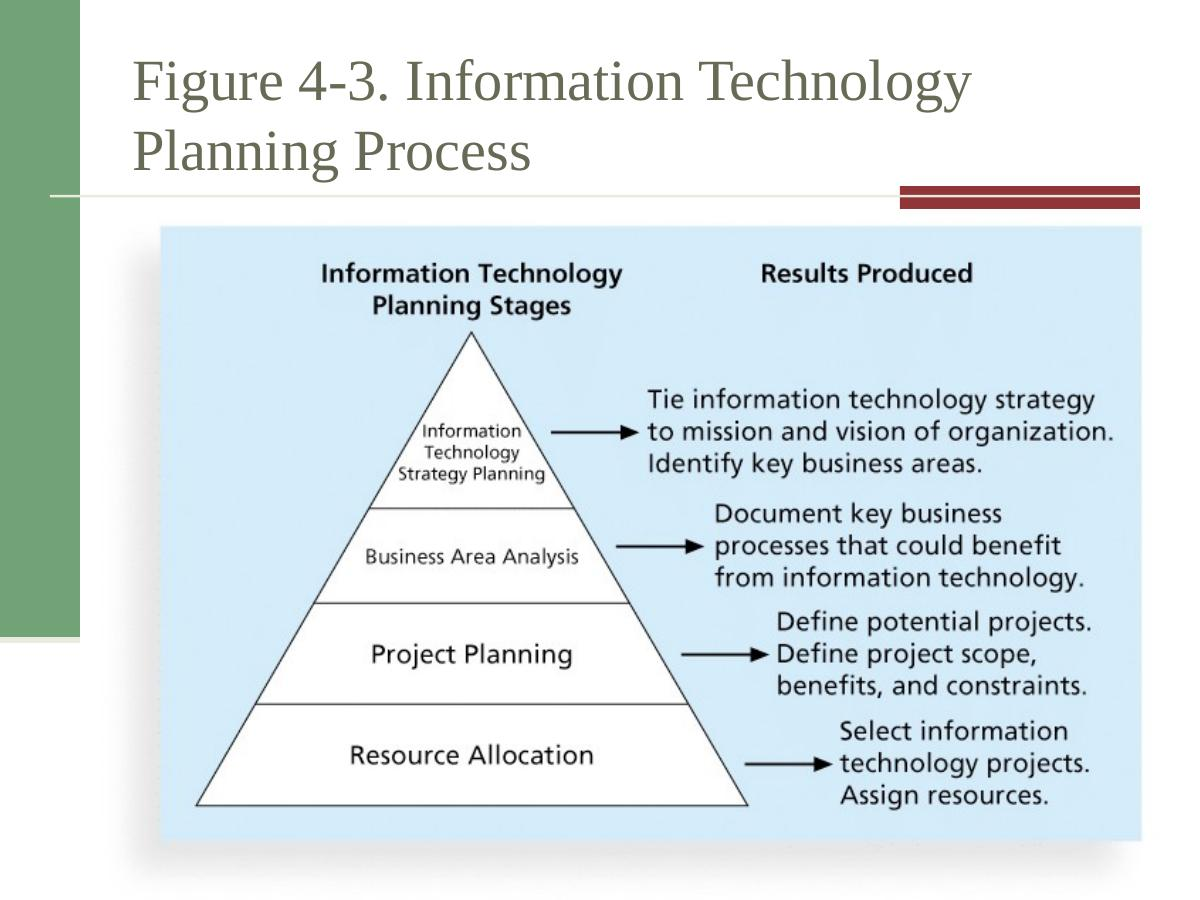 Figure 4-3. Information Technology
Planning Process
Information Technology
Planning Stages
Results Produced
Information
Technology
Strategy Planning
Tie information technology strategy
to mission and vision of organization.
Identify key business areas.
Business Area Analysis
Document key business
processes that could benefit
from information technology.
Project Planning
Define potential projects.
Define project scope,
benefits, and constraints.
Resource Allocation
Select information
technology projects.
Assign resources.